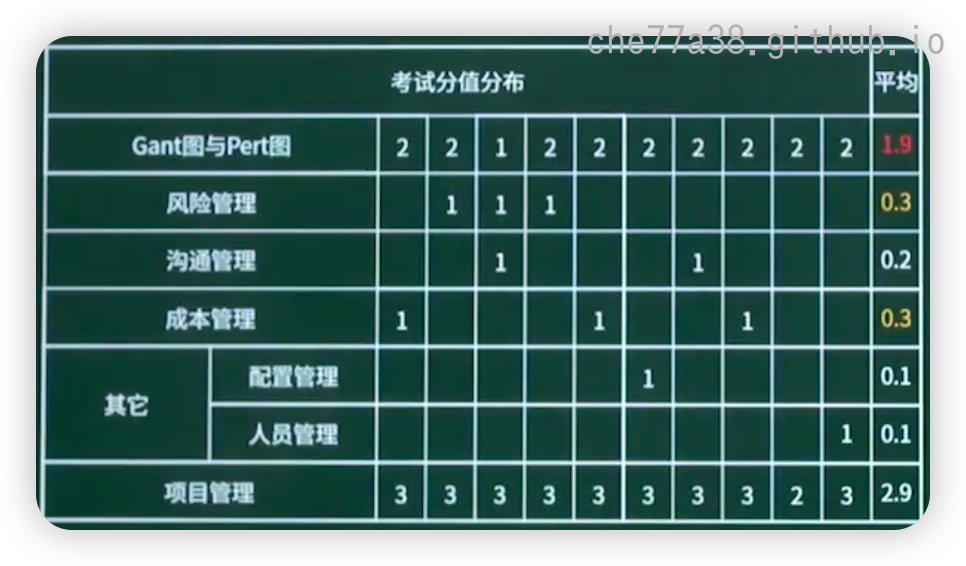 che77a38.github.io
考试分值分布 平均
Gant图与Pert图 2 2 1 2 2 2 2 2 2 2 1.9
风险管理 1 1 1 0.3
沟通管理 1 1 0.2
成本管理 1 1 1 0.3
其它
配置管理 1 0.1
人员管理 1 0.1
项目管理 3 3 3 3 3 3 3 3 2 3 2.9